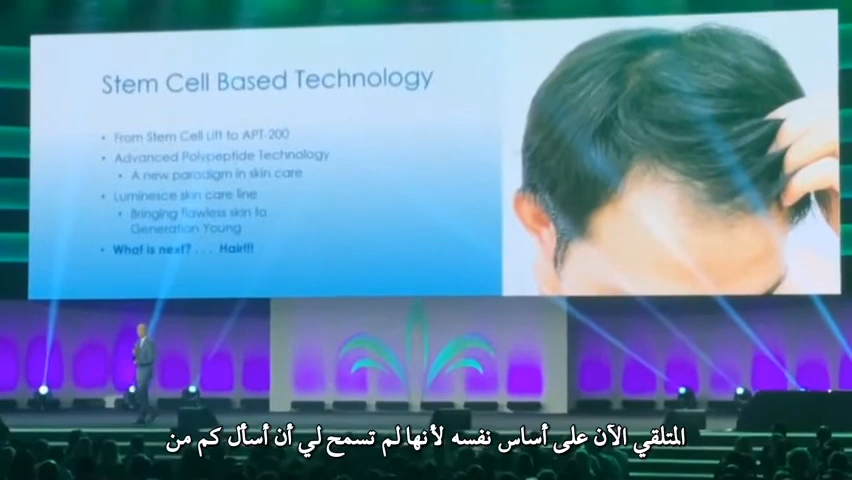 Stem Cell Based Technology
• From Stem Cell Lift to APT-200
• Advanced Polypeptide Technology
• A new paradigm in skin care
• Luminesce skin care line
• Bringing flawless skin to
Generation Young
• What is next? . . . Hair!!!
المتلقي الآن على أساس نفسه لأنها لم تسمح لي أن أسأل كم من